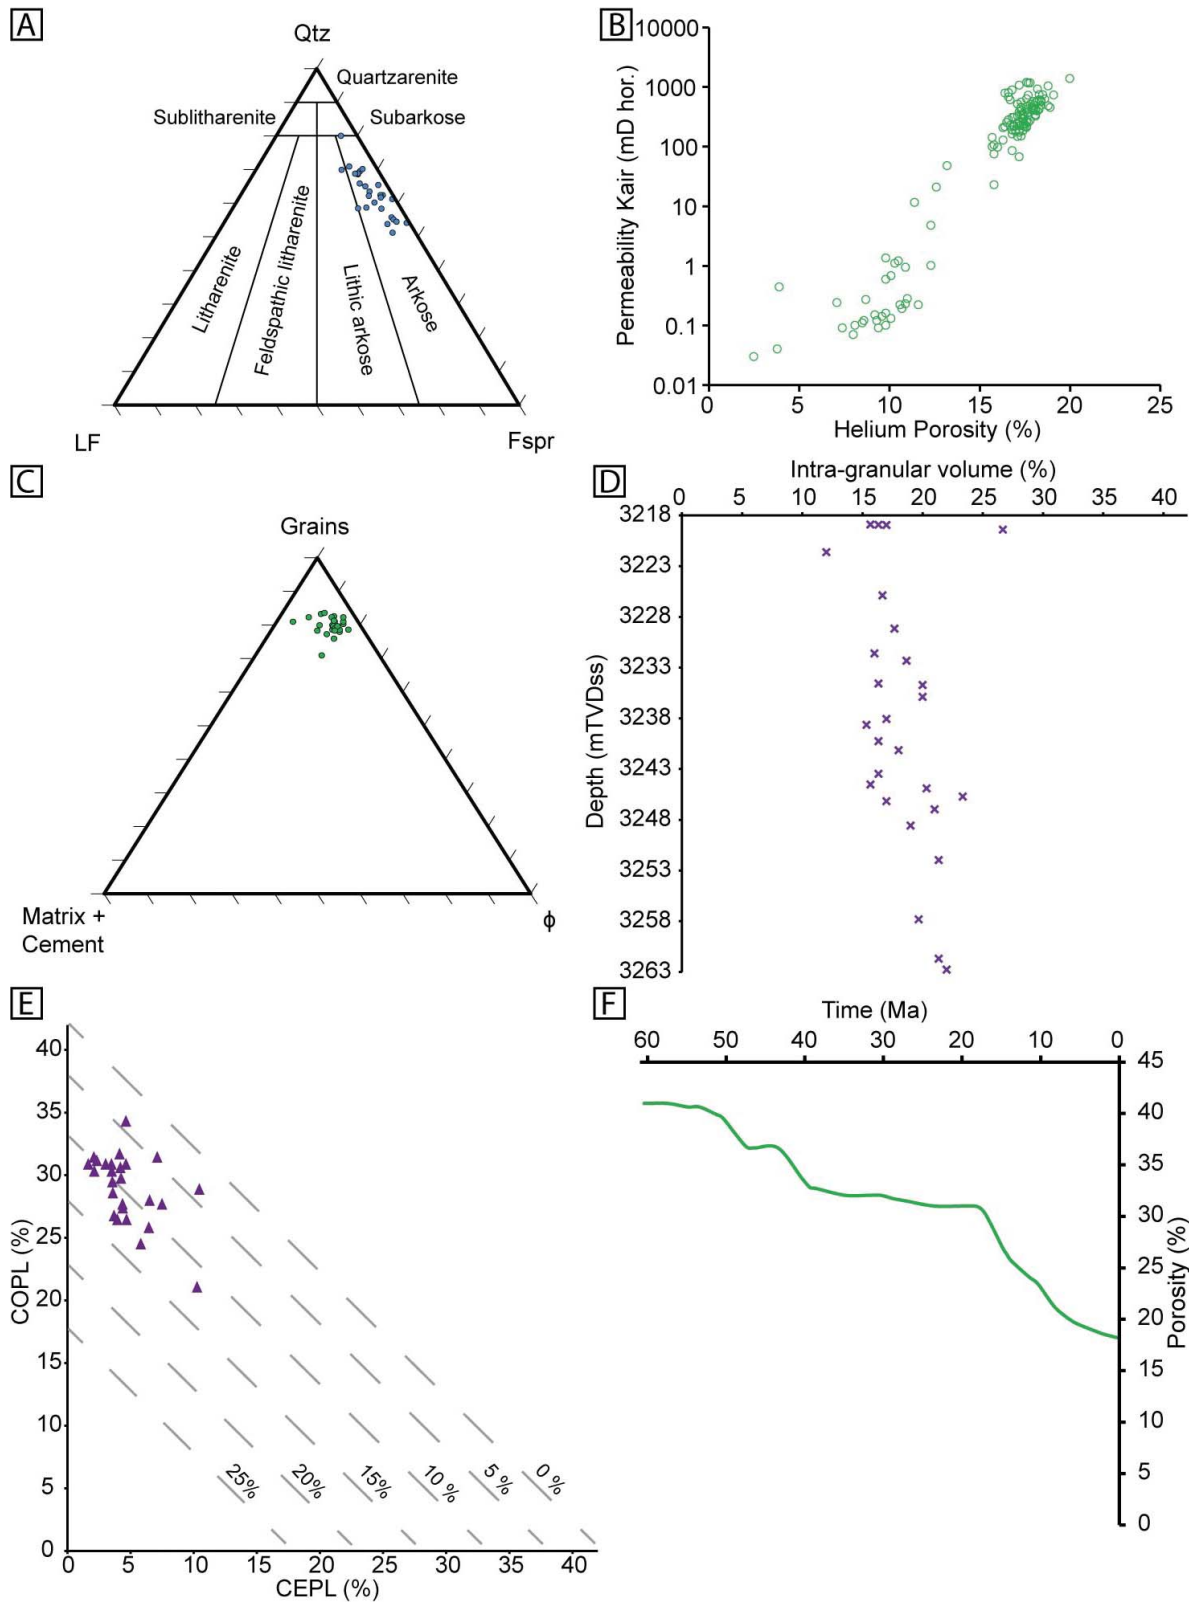 A
Qtz
Quartzarenite
Sublitharenite
Subarkose
Litharenite
Feldspathic litharenite
Lithic arkose
Arkose
LF
Fspr
B
Permeability Kair (mD hor.)
10000
1000
100
10
1
0.1
0.01
0 5 10 15 20 25
Helium Porosity (%)
C
Grains
Matrix +
Cement
ϕ
D
Intra-granular volume (%)
0 5 10 15 20 25 30 35 40
Depth (mTVDss)
3218
3223
3228
3233
3238
3243
3248
3253
3258
3263
E
COPL (%)
40
35
30
25
20
15
10
5
0
25% 20% 15% 10 % 5 % 0 %
0 5 10 15 20 25 30 35 40
CEPL (%)
F
Time (Ma)
60 50 40 30 20 10 0
45
40
35
30
25
20
15
10
5
0
Porosity (%)